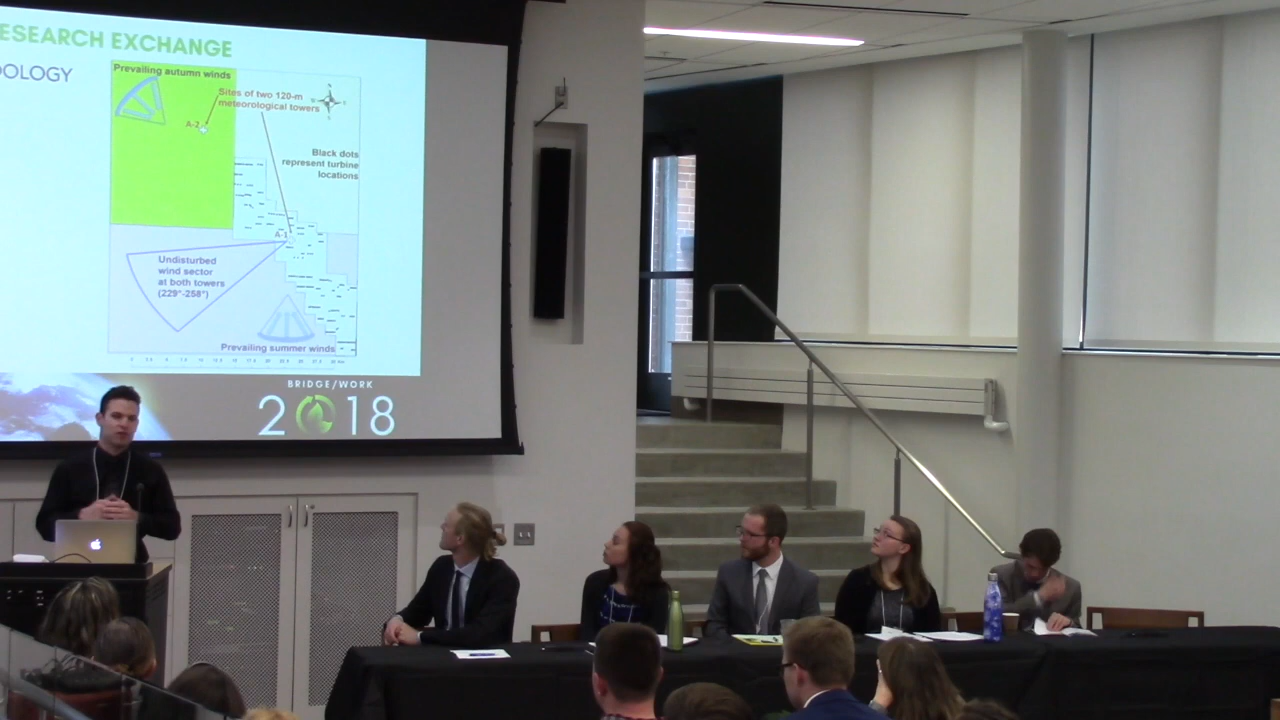 ESEARCH EXCHANGE
OLOGY
Prevailing autumn winds
Sites of two 120-m
meteorological towers
A-2
Black dots
represent turbine
locations
A-1
Undisturbed
wind sector
at both towers
(229°-258°)
Prevailing summer winds
BRIDGE/WORK
2018